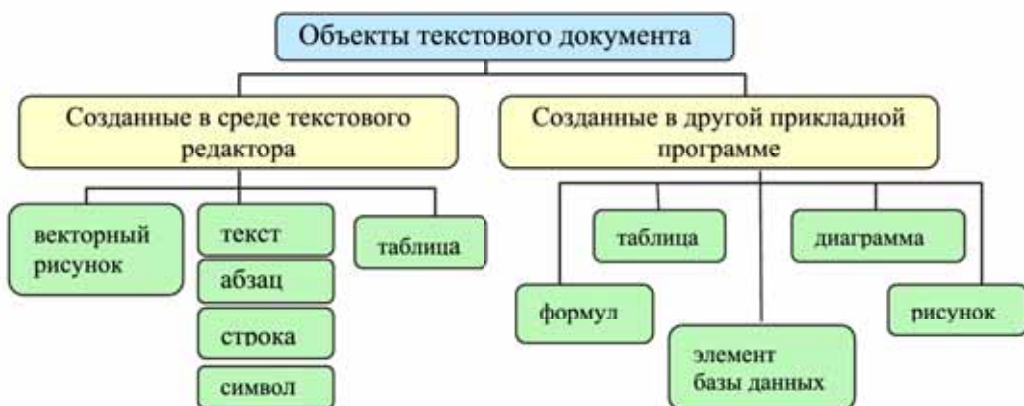 Объекты текстового документа
Созданные в среде текстового
редактора
Созданные в другой прикладной
программе
векторный
рисунок
текст
абзац
строка
символ
таблица
формул
таблица
элемент
базы данных
диаграмма
рисунок